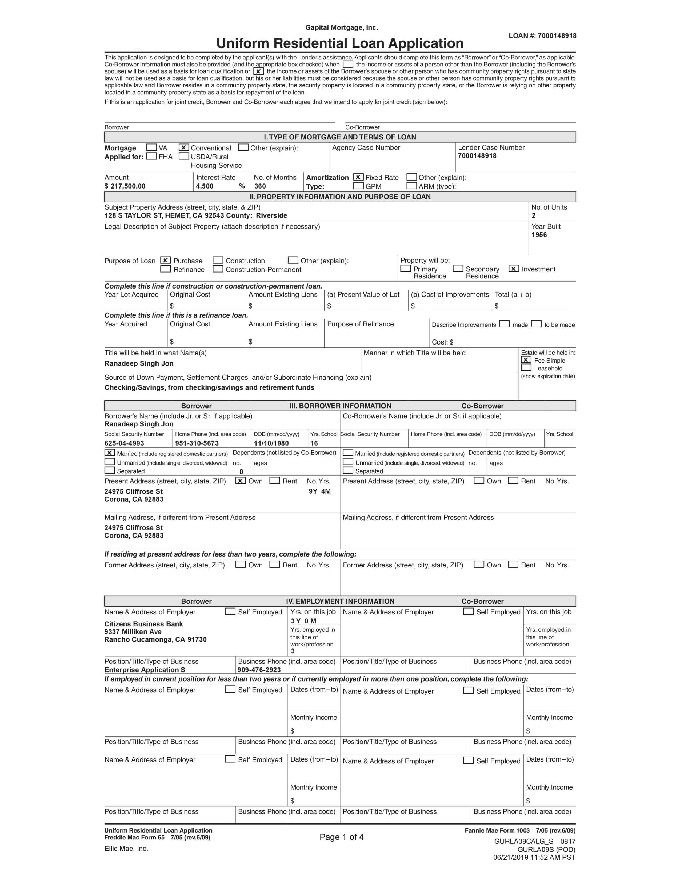 Gapital Mortgage, Inc.
LOAN #: 7000148918
Uniform Residential Loan Application
This application is designed to be completed by the applicant(s) with the Lender's assistance. Applicants should complete this form as "Borrower" or "Co-Borrower," as applicable.
Co-Borrower information must also be provided (and the appropriate box checked) when the income or assets of a person other than the Borrower (including the Borrower's
spouse) will be used as a basis for loan qualification or X the income or assets of the Borrower's spouse or other person who has community property rights pursuant to state
law will not be used as a basis for loan qualification, but his or her liabilities must be considered because the spouse or other person has community property rights pursuant to
applicable law and Borrower resides in a community property state, the security property is located in a community property state, or the Borrower is relying on other property
located in a community property state as a basis for repayment of the loan.
If this is an application for joint credit, Borrower and Co-Borrower each agree that we intend to apply for joint credit (sign below):
Borrower Co-Borrower
I. TYPE OF MORTGAGE AND TERMS OF LOAN
Mortgage VA X Conventional Other (explain): Agency Case Number Lender Case Number
Applied for: FHA USDA/Rural 7000148918
Housing Service
Amount Interest Rate No. of Months Amortization X Fixed Rate Other (explain):
$ 217,500.00 4.500 % 360 Type: GPM ARM (type):
II. PROPERTY INFORMATION AND PURPOSE OF LOAN
Subject Property Address (street, city, state, & ZIP) No. of Units
128 S TAYLOR ST, HEMET, CA 92543 County: Riverside 2
Legal Description of Subject Property (attach description if necessary) Year Built
1956
Purpose of Loan X Purchase Construction Other (explain): Property will be:
Refinance Construction-Permanent Primary Residence Secondary Residence X Investment
Complete this line if construction or construction-permanent loan.
Year Lot Acquired Original Cost Amount Existing Liens (a) Present Value of Lot (b) Cost of Improvements Total (a + b)
$ $ $ $ $
Complete this line if this is a refinance loan.
Year Acquired Original Cost Amount Existing Liens Purpose of Refinance Describe Improvements made to be made
$ $ Cost: $
Title will be held in what Name(s) Manner in which Title will be held Estate will be held in:
Ranadeep Singh Jon X Fee Simple
Leasehold
Source of Down Payment, Settlement Charges, and/or Subordinate Financing (explain) (show expiration date)
Checking/Savings, from checking/savings and retirement funds
Borrower III. BORROWER INFORMATION Co-Borrower
Borrower's Name (include Jr. or Sr. if applicable) Co-Borrower's Name (include Jr. or Sr. if applicable)
Ranadeep Singh Jon
Social Security Number Home Phone (incl. area code) DOB (mm/dd/yyyy) Yrs. School Social Security Number Home Phone (incl. area code) DOB (mm/dd/yyyy) Yrs. School
625-04-4993 951-310-5673 11/10/1980 16
X Married (include registered domestic partners) Dependents (not listed by Co-Borrower) Married (include registered domestic partners) Dependents (not listed by Borrower)
Unmarried (include single, divorced, widowed) no. ages Unmarried (include single, divorced, widowed) no. ages
Separated 0 Separated
Present Address (street, city, state, ZIP) X Own Rent No. Yrs. Present Address (street, city, state, ZIP) Own Rent No. Yrs.
24975 Cliffrose St 9Y 4M
Corona, CA 92883
Mailing Address, if different from Present Address Mailing Address, if different from Present Address
24975 Cliffrose St
Corona, CA 92883
If residing at present address for less than two years, complete the following:
Former Address (street, city, state, ZIP) Own Rent No. Yrs. Former Address (street, city, state, ZIP) Own Rent No. Yrs.
Borrower IV. EMPLOYMENT INFORMATION Co-Borrower
Name & Address of Employer Self Employed Yrs. on this job Name & Address of Employer Self Employed Yrs. on this job
Citizens Business Bank 3 Y 0 M
9337 Milliken Ave Yrs. employed in this line of work/profession Yrs. employed in this line of work/profession
Rancho Cucamonga, CA 91730
3
Position/Title/Type of Business Business Phone (incl. area code) Position/Title/Type of Business Business Phone (incl. area code)
Enterprise Application S 909-476-2923
If employed in current position for less than two years or if currently employed in more than one position, complete the following:
Name & Address of Employer Self Employed Dates (from–to) Name & Address of Employer Self Employed Dates (from–to)
Monthly Income Monthly Income
$ $
Position/Title/Type of Business Business Phone (incl. area code) Position/Title/Type of Business Business Phone (incl. area code)
Name & Address of Employer Self Employed Dates (from–to) Name & Address of Employer Self Employed Dates (from–to)
Monthly Income Monthly Income
$ $
Position/Title/Type of Business Business Phone (incl. area code) Position/Title/Type of Business Business Phone (incl. area code)
Uniform Residential Loan Application Fannie Mae Form 1003 7/05 (rev.6/09)
Freddie Mac Form 65 7/05 (rev.6/09) Page 1 of 4
GURLA09CALG_S 0817
Ellie Mae, Inc. GURLA09S (POD)
06/21/2019 11:52 AM PST